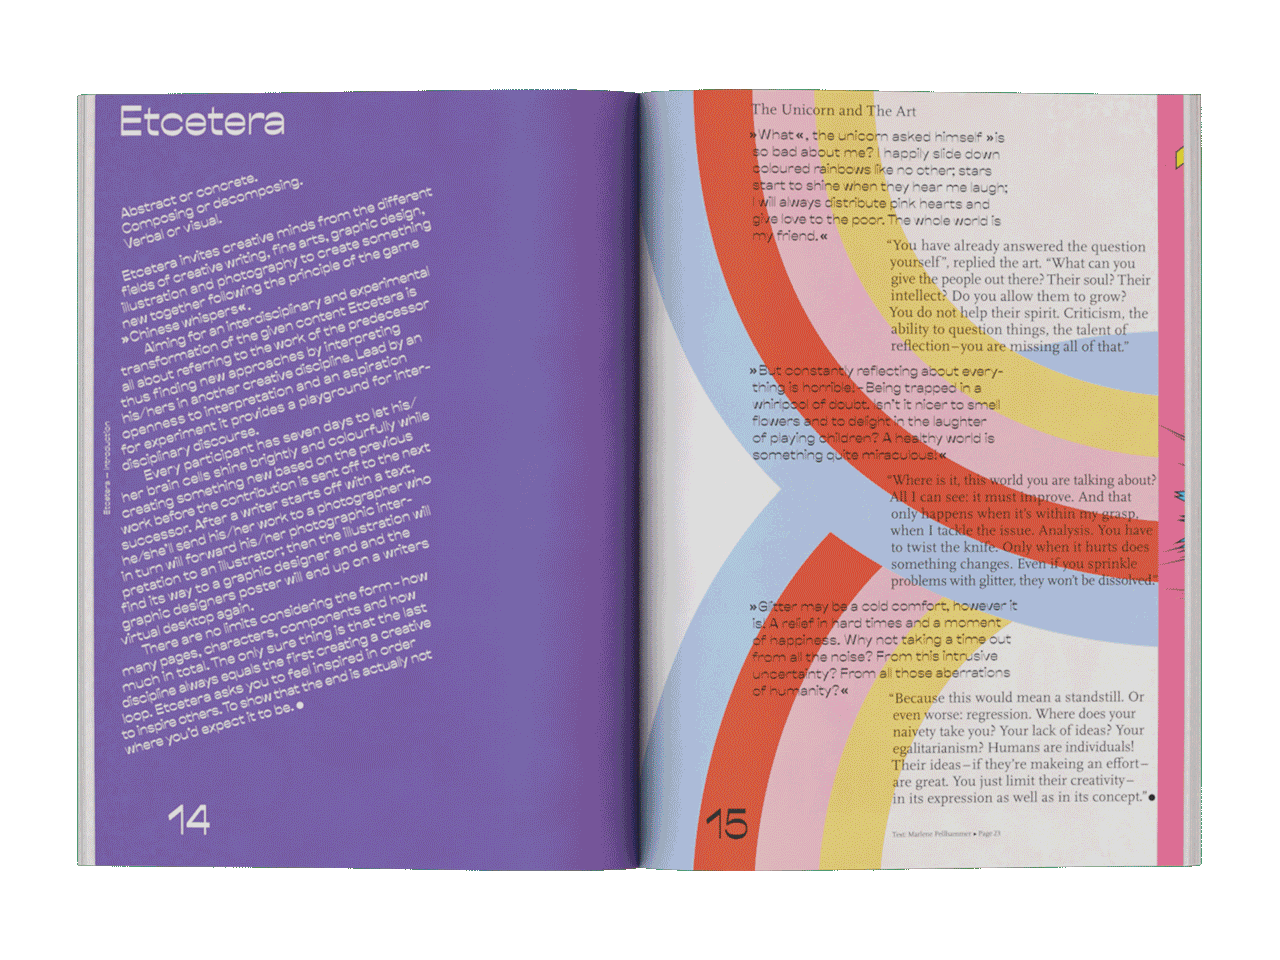 Etcetera
Abstract or concrete.
Composing or decomposing.
Verbal or visual.
Etcetera invites creative minds from the different
fields of creative writing, fine arts, graphic design,
illustration and photography to create something
new together following the principle of the game
»Chinese whispers«.
Aiming for an interdisciplinary and experimental
transformation of the given content Etcetera is
all about referring to the work of the predecessor
thus finding new approaches by interpreting
his/hers in another creative discipline. Lead by an
openness to interpretation and an aspiration
for experiment it provides a playground for inter-
disciplinary discourse.
Every participant has seven days to let his/
her brain cells shine brightly and colourfully while
creating something new based on the previous
work before the contribution is sent off to the next
successor. After a writer starts off with a text,
he/she'll send his/her work to a photographer who
in turn will forward his/her photographic inter-
pretation to an illustrator; then the illustration will
find its way to a graphic designer and and the
graphic designers poster will end up on a writers
virtual desktop again.
There are no limits considering the form – how
many pages, characters, components and how
much in total. The only sure thing is that the last
discipline always equals the first creating a creative
loop. Etcetera asks you to feel inspired in order
to inspire others. To show that the end is actually not
where you'd expect it to be.●
Etcetera — Introduction
14
The Unicorn and The Art
»What«, the unicorn asked himself »is
so bad about me? I happily slide down
coloured rainbows like no other; stars
start to shine when they hear me laugh;
I will always distribute pink hearts and
give love to the poor. The whole world is
my friend.«
“You have already answered the question
yourself”, replied the art. “What can you
give the people out there? Their soul? Their
intellect? Do you allow them to grow?
You do not help their spirit. Criticism, the
ability to question things, the talent of
reflection – you are missing all of that.”
»But constantly reflecting about every-
thing is horrible. – Being trapped in a
whirlpool of doubt. Isn't it nicer to smell
flowers and to delight in the laughter
of playing children? A healthy world is
something quite miraculous!«
“Where is it, this world you are talking about?
All I can see: it must improve. And that
only happens when it's within my grasp,
when I tackle the issue. Analysis. You have
to twist the knife. Only when it hurts does
something changes. Even if you sprinkle
problems with glitter, they won't be dissolved.”
»Glitter may be a cold comfort, however it
is! A relief in hard times and a moment
of happiness. Why not taking a time out
from all the noise? From this intrusive
uncertainty? From all those aberrations
of humanity?«
“Because this would mean a standstill. Or
even worse: regression. Where does your
naivety take you? Your lack of ideas? Your
egalitarianism? Humans are individuals!
Their ideas – if they're makeing an effort –
are great. You just limit their creativity –
in its expression as well as in its concept.”●
Text: Marlene Pellhammer ● Page 23
15